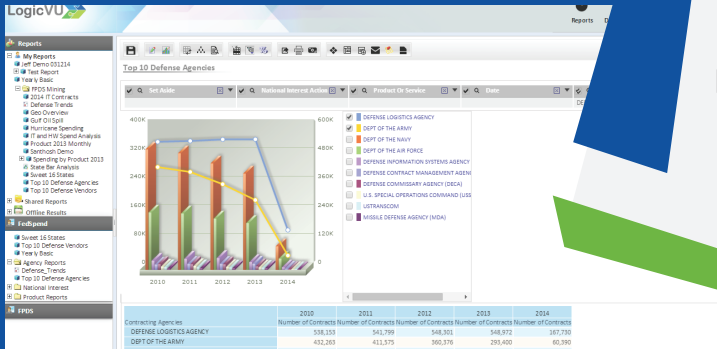 LogicVU
Reports
Reports
My Reports
Jeff Demo 031214
Test Report
Yearly Basic
FPDS Mining
2014 IT Contracts
Defense Trends
Geo Overview
Gulf Oil Spill
Hurricane Spending
IT and HW Spend Analysis
Product 2013 Monthly
Santhosh Demo
Spending by Product 2013
State Bar Analysis
Sweet 16 States
Top 10 Defense Agencies
Top 10 Defense Vendors
Shared Reports
Offline Results
FedSpend
Sweet 16 States
Top 10 Defense Vendors
Yearly Basic
Agency Reports
Defense_Trends
Top 10 Defense Agencies
National Interest
Product Reports
FPDS
Top 10 Defense Agencies
Set Aside National Interest Action Product Or Service Date
400K
320K
240K
160K
80K
0
600K
480K
360K
240K
120K
0
2010 2011 2012 2013 2014
DEFENSE LOGISTICS AGENCY
DEPT OF THE ARMY
DEPT OF THE NAVY
DEPT OF THE AIR FORCE
DEFENSE INFORMATION SYSTEMS AGENCY
DEFENSE CONTRACT MANAGEMENT AGEN
DEFENSE COMMISSARY AGENCY (DECA)
U.S. SPECIAL OPERATIONS COMMAND (USS
USTRANSCOM
MISSILE DEFENSE AGENCY (MDA)
2010 2011 2012 2013 2014
Contracting Agencies Number of Contracts Number of Contracts Number of Contracts Number of Contracts Number of Contracts
DEFENSE LOGISTICS AGENCY 538,153 541,799 548,301 548,972 167,730
DEPT OF THE ARMY 432,263 411,575 360,376 293,400 60,390